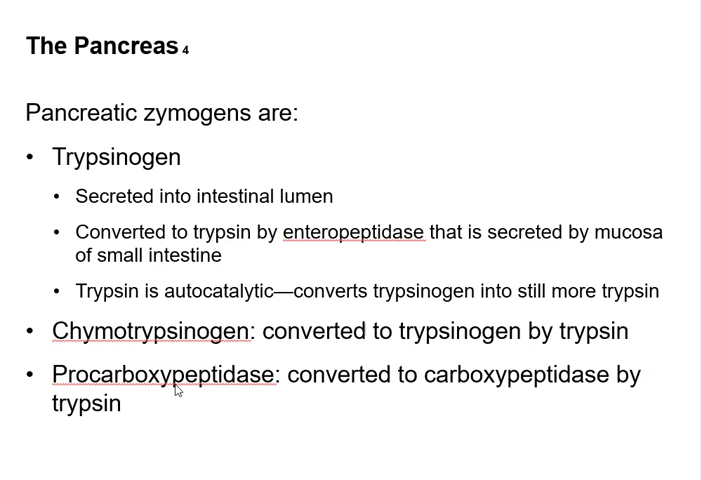 The Pancreas 4
Pancreatic zymogens are:
• Trypsinogen
• Secreted into intestinal lumen
• Converted to trypsin by enteropeptidase that is secreted by mucosa
of small intestine
• Trypsin is autocatalytic—converts trypsinogen into still more trypsin
• Chymotrypsinogen: converted to trypsinogen by trypsin
• Procarboxypeptidase: converted to carboxypeptidase by
trypsin